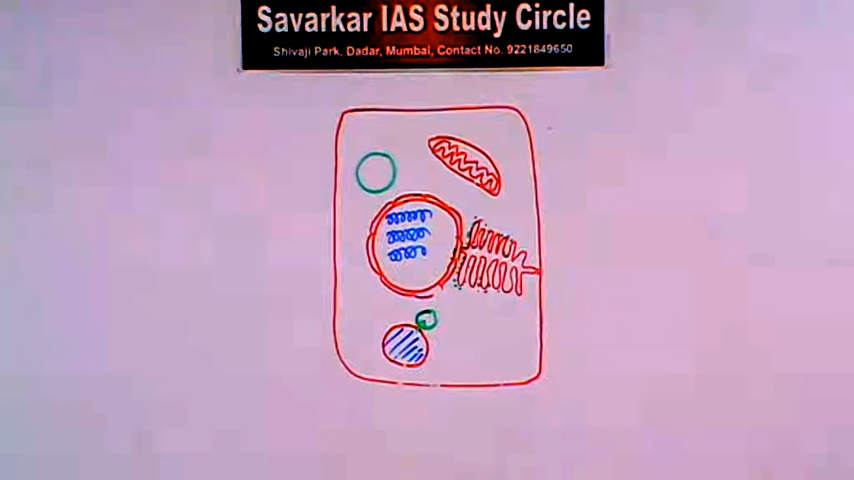 Savarkar IAS Study Circle
Shivaji Park, Dadar, Mumbai, Contact No. 9221849650